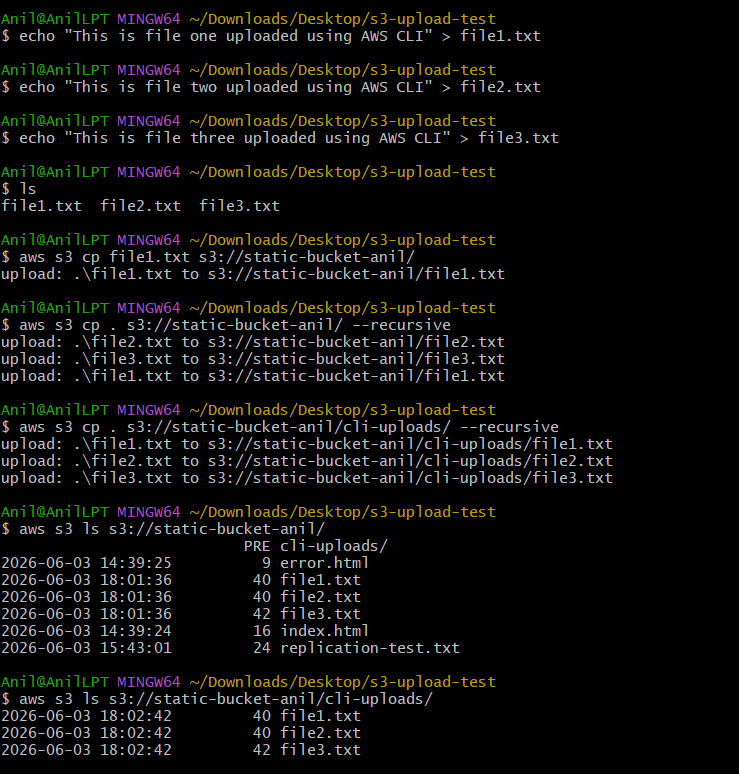 Anil@AnilLPT MINGW64 ~/Downloads/Desktop/s3-upload-test
$ echo "This is file one uploaded using AWS CLI" > file1.txt
Anil@AnilLPT MINGW64 ~/Downloads/Desktop/s3-upload-test
$ echo "This is file two uploaded using AWS CLI" > file2.txt
Anil@AnilLPT MINGW64 ~/Downloads/Desktop/s3-upload-test
$ echo "This is file three uploaded using AWS CLI" > file3.txt
Anil@AnilLPT MINGW64 ~/Downloads/Desktop/s3-upload-test
$ ls
file1.txt  file2.txt  file3.txt
Anil@AnilLPT MINGW64 ~/Downloads/Desktop/s3-upload-test
$ aws s3 cp file1.txt s3://static-bucket-anil/
upload: .\file1.txt to s3://static-bucket-anil/file1.txt
Anil@AnilLPT MINGW64 ~/Downloads/Desktop/s3-upload-test
$ aws s3 cp . s3://static-bucket-anil/ --recursive
upload: .\file2.txt to s3://static-bucket-anil/file2.txt
upload: .\file3.txt to s3://static-bucket-anil/file3.txt
upload: .\file1.txt to s3://static-bucket-anil/file1.txt
Anil@AnilLPT MINGW64 ~/Downloads/Desktop/s3-upload-test
$ aws s3 cp . s3://static-bucket-anil/cli-uploads/ --recursive
upload: .\file1.txt to s3://static-bucket-anil/cli-uploads/file1.txt
upload: .\file2.txt to s3://static-bucket-anil/cli-uploads/file2.txt
upload: .\file3.txt to s3://static-bucket-anil/cli-uploads/file3.txt
Anil@AnilLPT MINGW64 ~/Downloads/Desktop/s3-upload-test
$ aws s3 ls s3://static-bucket-anil/
                           PRE cli-uploads/
2026-06-03 14:39:25          9 error.html
2026-06-03 18:01:36         40 file1.txt
2026-06-03 18:01:36         40 file2.txt
2026-06-03 18:01:36         42 file3.txt
2026-06-03 14:39:24         16 index.html
2026-06-03 15:43:01         24 replication-test.txt
Anil@AnilLPT MINGW64 ~/Downloads/Desktop/s3-upload-test
$ aws s3 ls s3://static-bucket-anil/cli-uploads/
2026-06-03 18:02:42         40 file1.txt
2026-06-03 18:02:42         40 file2.txt
2026-06-03 18:02:42         42 file3.txt